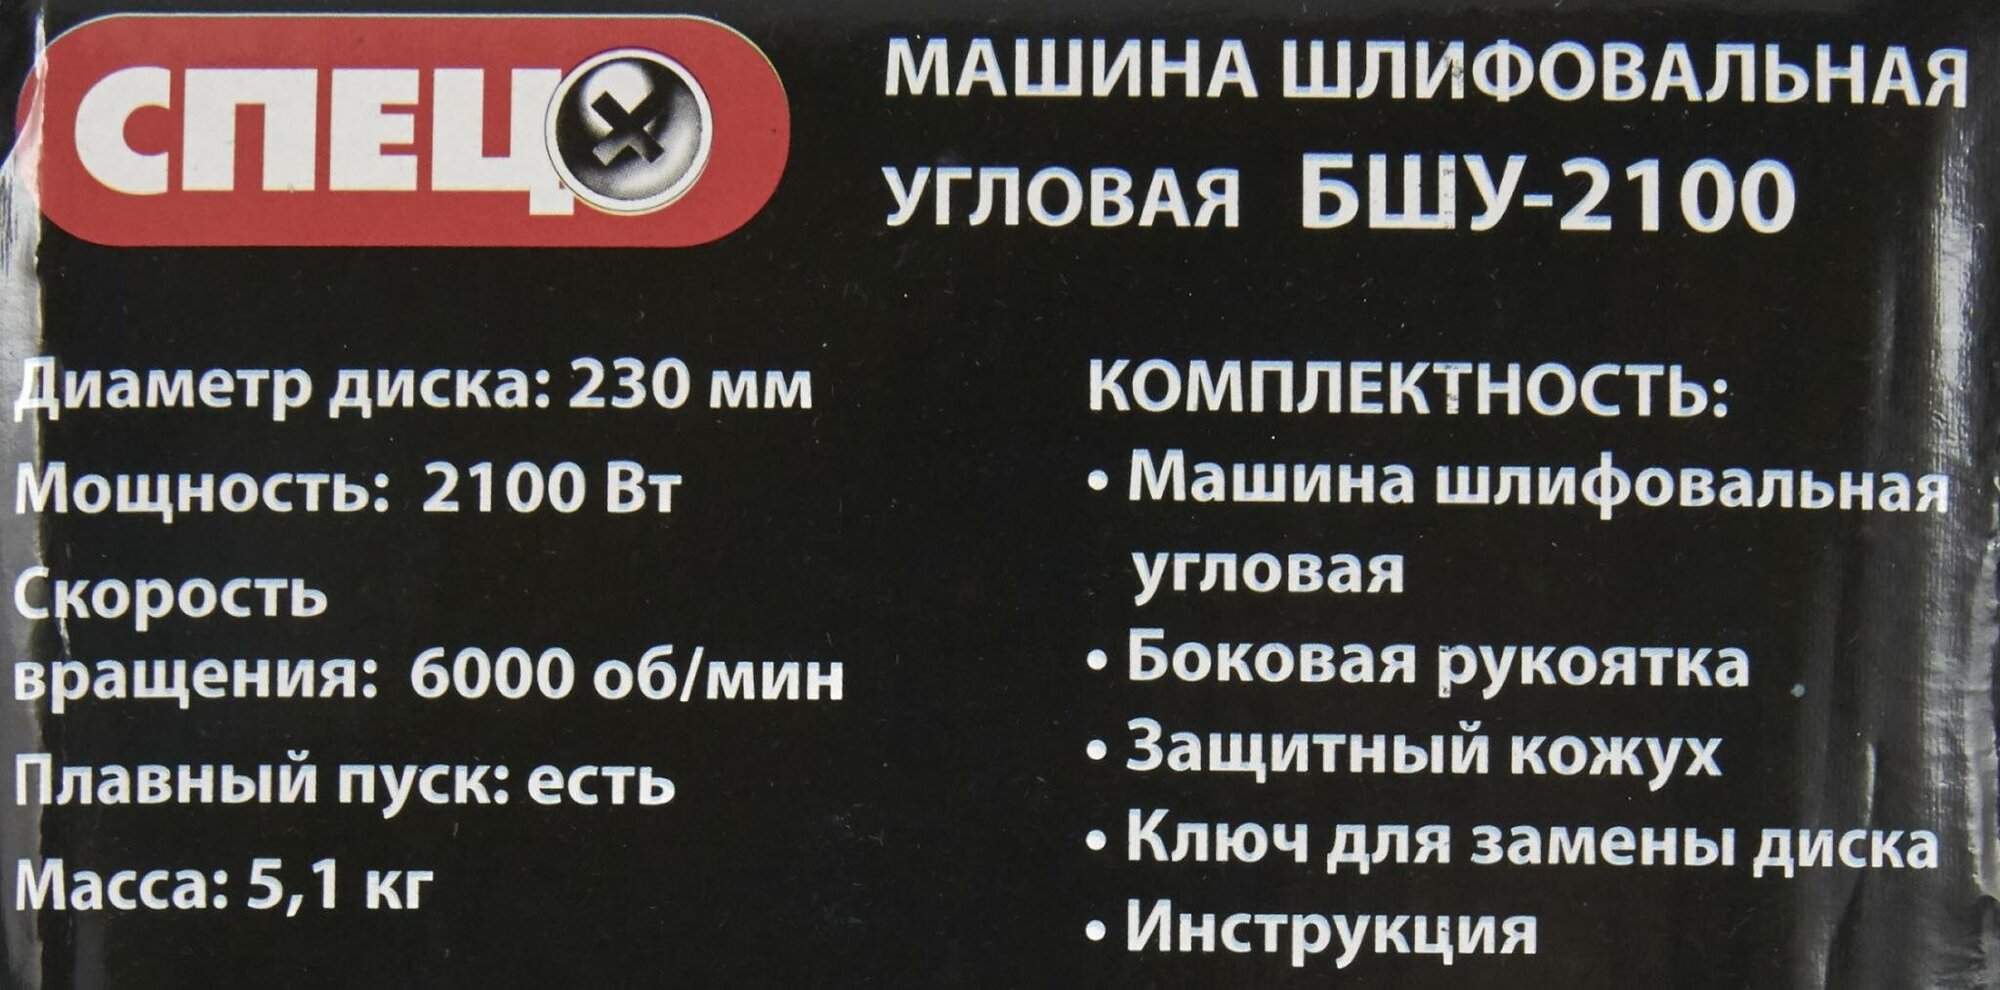 СПЕЦ
МАШИНА ШЛИФОВАЛЬНАЯ
УГЛОВАЯ БШУ-2100
Диаметр диска: 230 мм
Мощность: 2100 Вт
Скорость
вращения: 6000 об/мин
Плавный пуск: есть
Масса: 5,1 кг
КОМПЛЕКТНОСТЬ:
• Машина шлифовальная
угловая
• Боковая рукоятка
• Защитный кожух
• Ключ для замены диска
• Инструкция